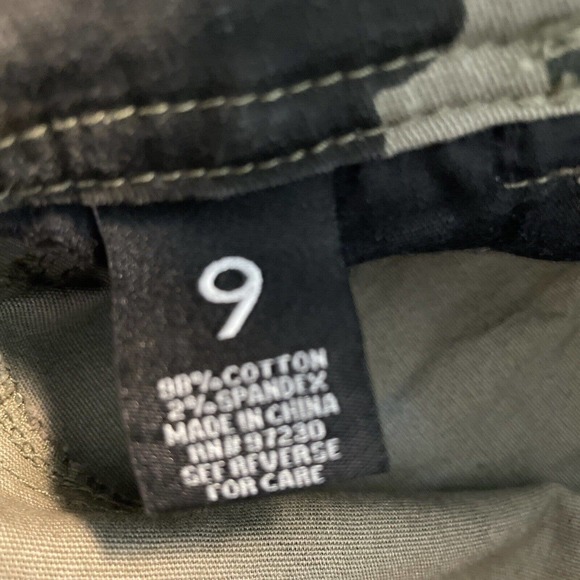 9
98% COTTON
2% SPANDEX
MADE IN CHINA
RN# 97230
SEE REVERSE
FOR CARE